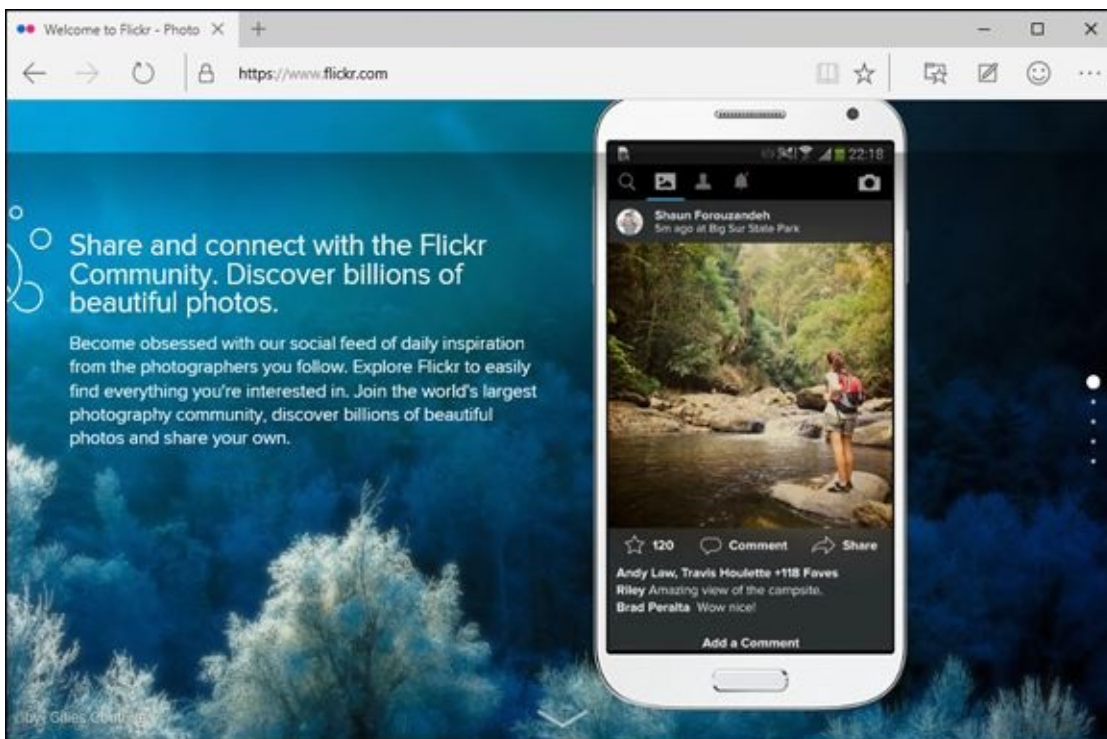 Welcome to Flickr - Photo
https://www.flickr.com
22:18
Shaun Forouzandeh
5m ago at Big Sur State Park
Share and connect with the Flickr
Community. Discover billions of
beautiful photos.
Become obsessed with our social feed of daily inspiration
from the photographers you follow. Explore Flickr to easily
find everything you're interested in. Join the world's largest
photography community, discover billions of beautiful
photos and share your own.
120 Comment Share
Andy Law, Travis Houlette +118 Faves
Riley Amazing view of the campsite.
Brad Peralta Wow nice!
Add a Comment
by Gilles